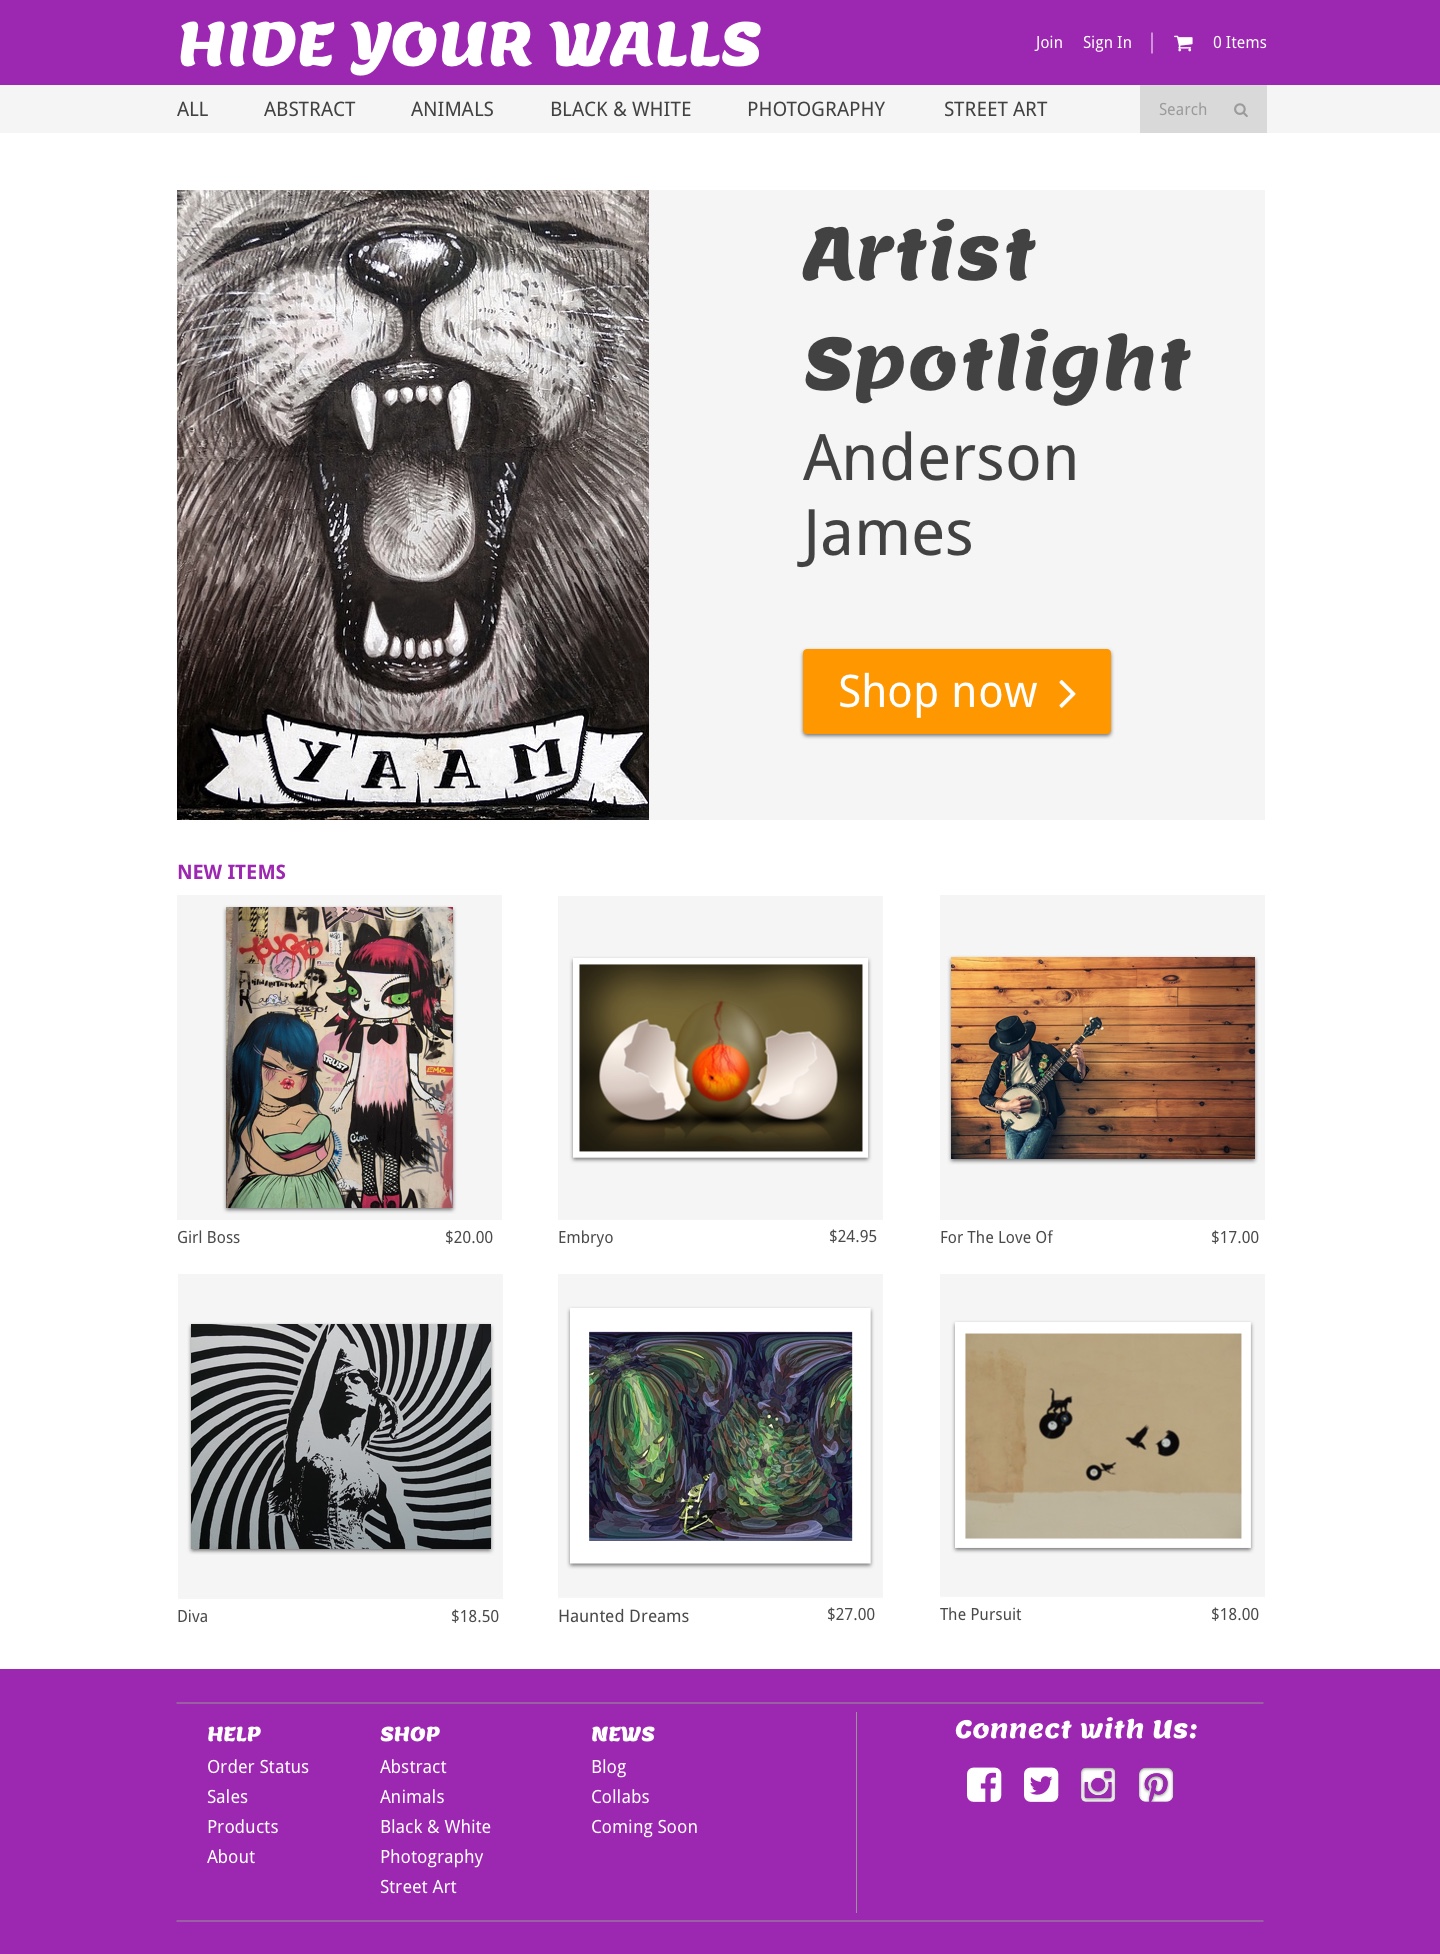 HIDE YOUR WALLS
Join Sign In 0 Items
ALL ABSTRACT ANIMALS BLACK & WHITE PHOTOGRAPHY STREET ART Search
Artist
Spotlight
Anderson
James
Shop now
YAAM
NEW ITEMS
TRUST
EMO
Girl Boss $20.00
Embryo $24.95
For The Love Of $17.00
Diva $18.50
Haunted Dreams $27.00
The Pursuit $18.00
HELP
Order Status
Sales
Products
About
SHOP
Abstract
Animals
Black & White
Photography
Street Art
NEWS
Blog
Collabs
Coming Soon
Connect with Us: